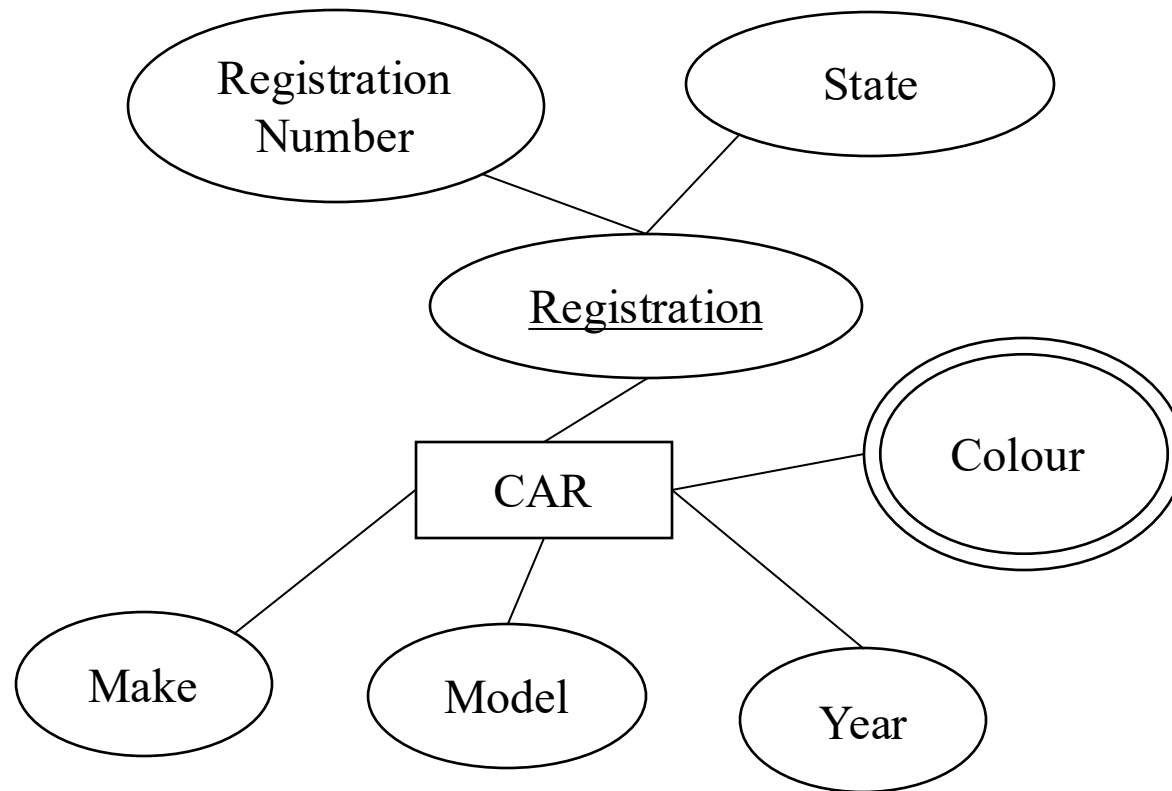 Registration
Number
State
Registration
Colour
CAR
Make
Model
Year